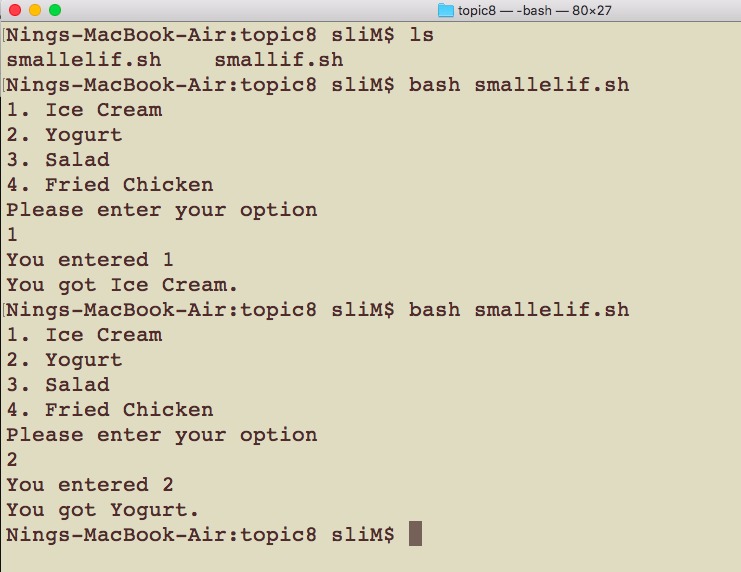 topic8 — -bash — 80×27
Nings-MacBook-Air:topic8 sliM$ ls
smallelif.sh    smallif.sh
Nings-MacBook-Air:topic8 sliM$ bash smallelif.sh
1. Ice Cream
2. Yogurt
3. Salad
4. Fried Chicken
Please enter your option
1
You entered 1
You got Ice Cream.
Nings-MacBook-Air:topic8 sliM$ bash smallelif.sh
1. Ice Cream
2. Yogurt
3. Salad
4. Fried Chicken
Please enter your option
2
You entered 2
You got Yogurt.
Nings-MacBook-Air:topic8 sliM$